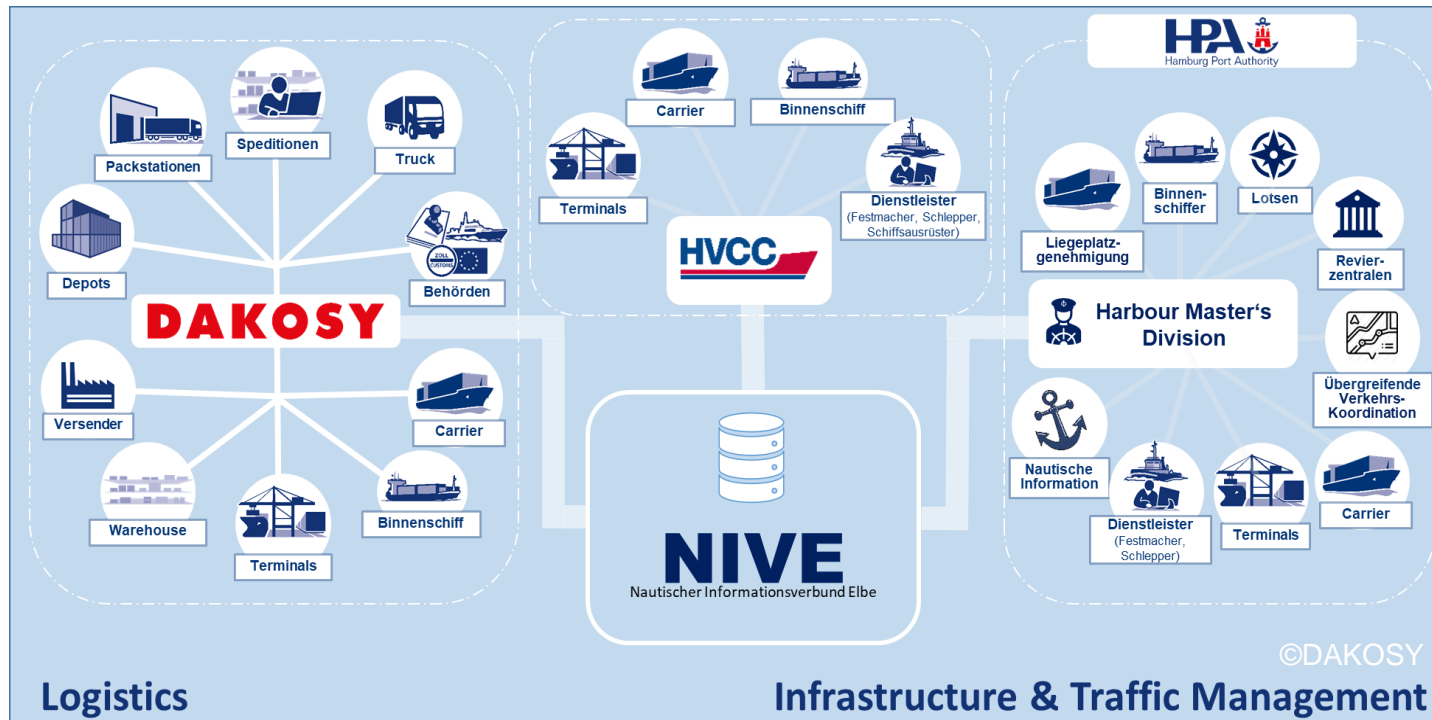 Speditionen
Packstationen
Truck
Depots
ZOLL
CUSTOMS
Behörden
DAKOSY
Versender
Carrier
Warehouse
Binnenschiff
Terminals
Carrier
Binnenschiff
Terminals
Dienstleister
(Festmacher, Schlepper,
Schiffsausrüster)
HVCC
NIVE
Nautischer Informationsverbund Elbe
HPA
Hamburg Port Authority
Liegeplatz-
genehmigung
Binnen-
schiffer
Lotsen
Revier-
zentralen
Harbour Master's
Division
Übergreifende
Verkehrs-
Koordination
Nautische
Information
Dienstleister
(Festmacher,
Schlepper)
Terminals
Carrier
©DAKOSY
Logistics
Infrastructure & Traffic Management